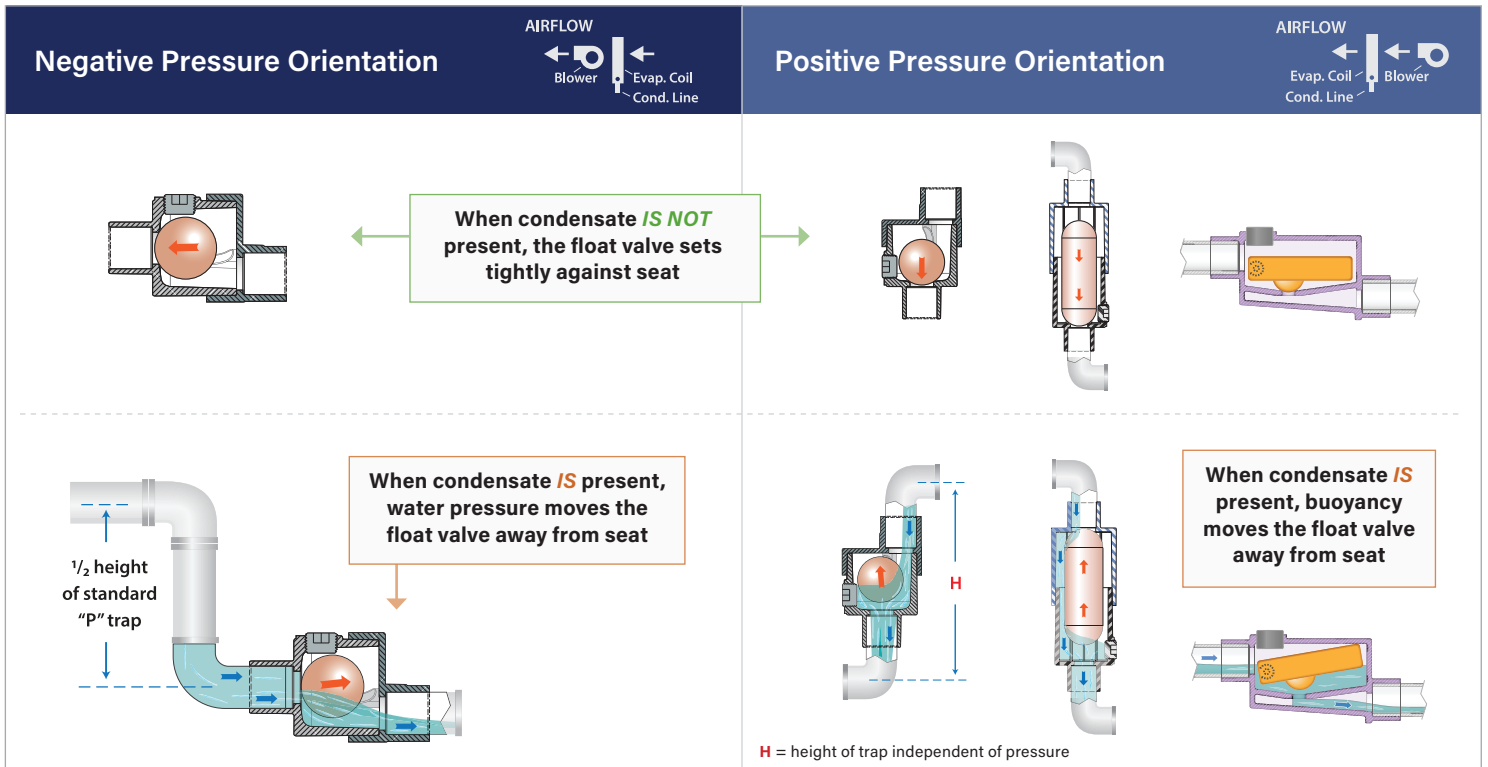 Negative Pressure Orientation
AIRFLOW
Blower
Evap. Coil
Cond. Line
Positive Pressure Orientation
AIRFLOW
Evap. Coil
Blower
Cond. Line
When condensate IS NOT
present, the float valve sets
tightly against seat
When condensate IS present,
water pressure moves the
float valve away from seat
1/2 height
of standard
“P” trap
H
When condensate IS
present, buoyancy
moves the float valve
away from seat
H = height of trap independent of pressure